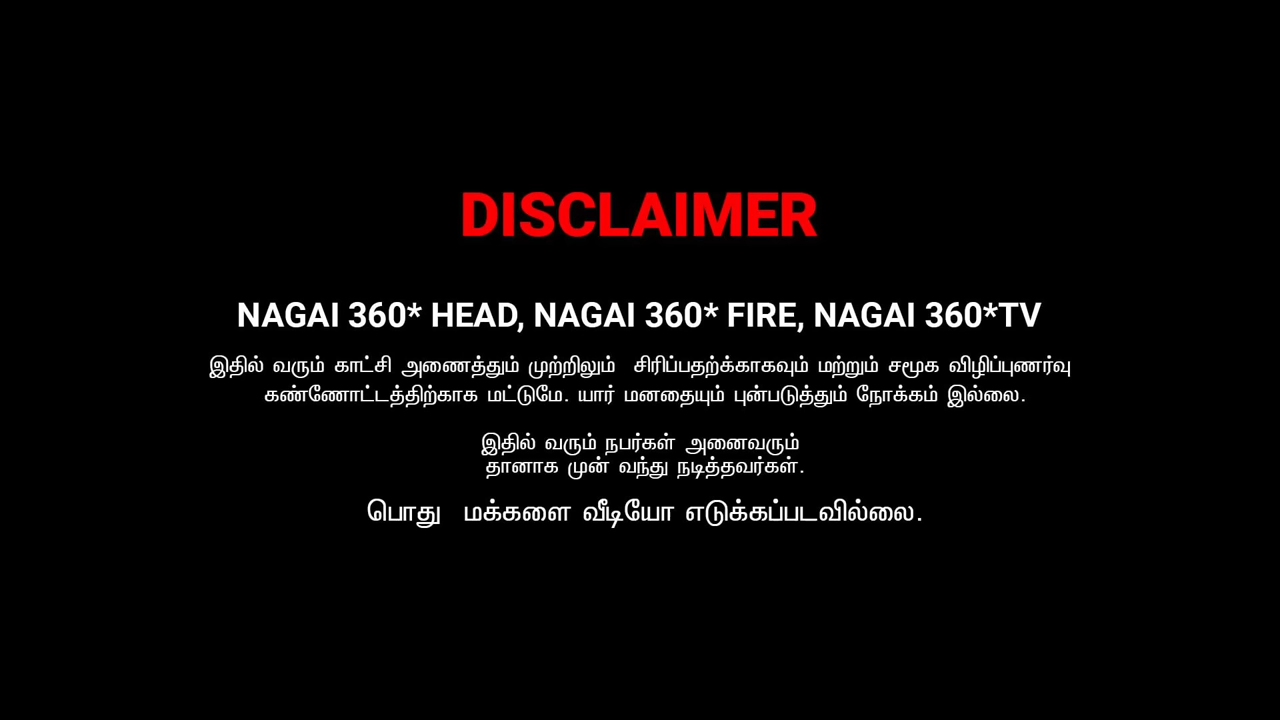 DISCLAIMER
NAGAI 360* HEAD, NAGAI 360* FIRE, NAGAI 360*TV
இதில் வரும் காட்சி அணைத்தும் முற்றிலும் சிரிப்பதற்க்காகவும் மற்றும் சமூக விழிப்புணர்வு
கண்ணோட்டத்திற்காக மட்டுமே. யார் மனதையும் புன்படுத்தும் நோக்கம் இல்லை.
இதில் வரும் நபர்கள் அனைவரும்
தானாக முன் வந்து நடித்தவர்கள்.
பொது மக்களை வீடியோ எடுக்கப்படவில்லை.